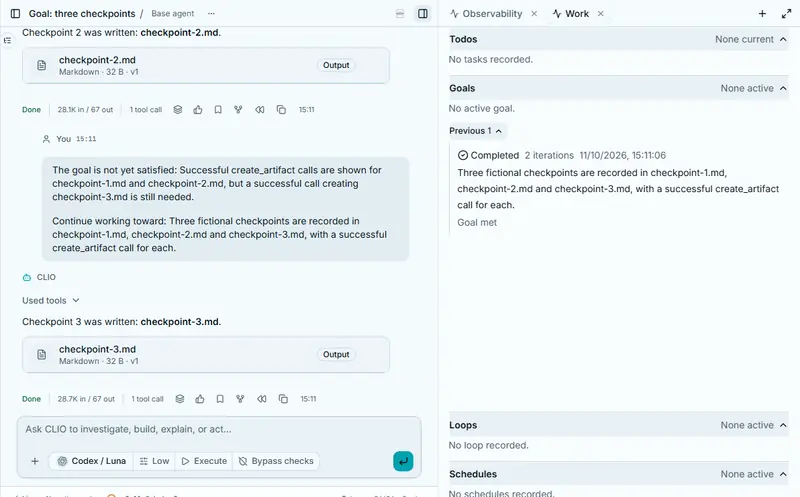 Goal: three checkpoints / Base agent ...
Checkpoint 2 was written: checkpoint-2.md.
checkpoint-2.md
Markdown · 32 B · v1
Output
Done 28.1K in / 67 out 1 tool call 15:11
You 15:11
The goal is not yet satisfied: Successful create_artifact calls are shown for
checkpoint-1.md and checkpoint-2.md, but a successful call creating
checkpoint-3.md is still needed.
Continue working toward: Three fictional checkpoints are recorded in
checkpoint-1.md, checkpoint-2.md and checkpoint-3.md, with a successful
create_artifact call for each.
CLIO
Used tools
Checkpoint 3 was written: checkpoint-3.md.
checkpoint-3.md
Markdown · 32 B · v1
Output
Done 28.7K in / 67 out 1 tool call 15:11
Ask CLIO to investigate, build, explain, or act...
Codex / Luna Low Execute Bypass checks
Observability Work
Todos None current
No tasks recorded.
Goals None active
No active goal.
Previous 1
Completed 2 iterations 11/10/2026, 15:11:06
Three fictional checkpoints are recorded in checkpoint-1.md,
checkpoint-2.md and checkpoint-3.md, with a successful create_artifact
call for each.
Goal met
Loops None active
No loop recorded.
Schedules None active
No schedules recorded.